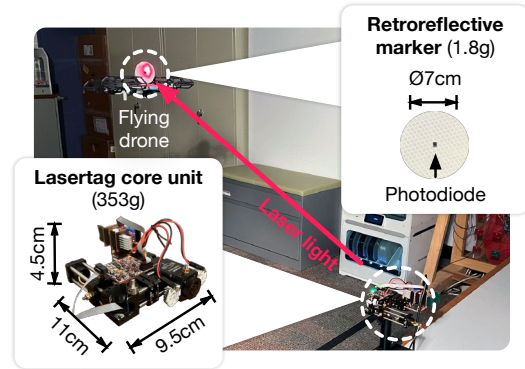 Retroreflective
marker (1.8g)
Ø7cm
Photodiode
Flying
drone
Laser light
Lasertag core unit
(353g)
4.5cm
11cm
9.5cm